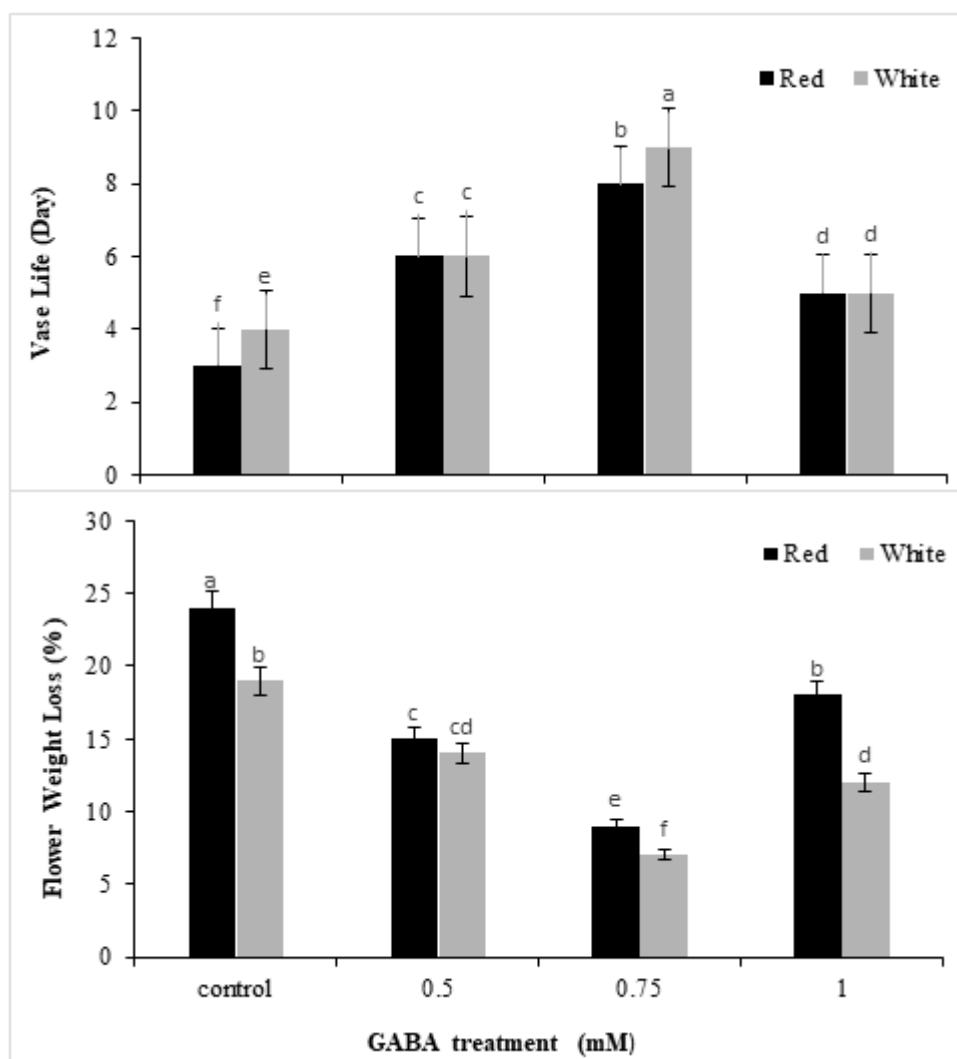 12
10
8
6
4
2
0
Vase Life (Day)
Red White
f e c c b a d d
30
25
20
15
10
5
0
Flower Weight Loss (%)
Red White
a b c cd e f b d
control 0.5 0.75 1
GABA treatment (mM)